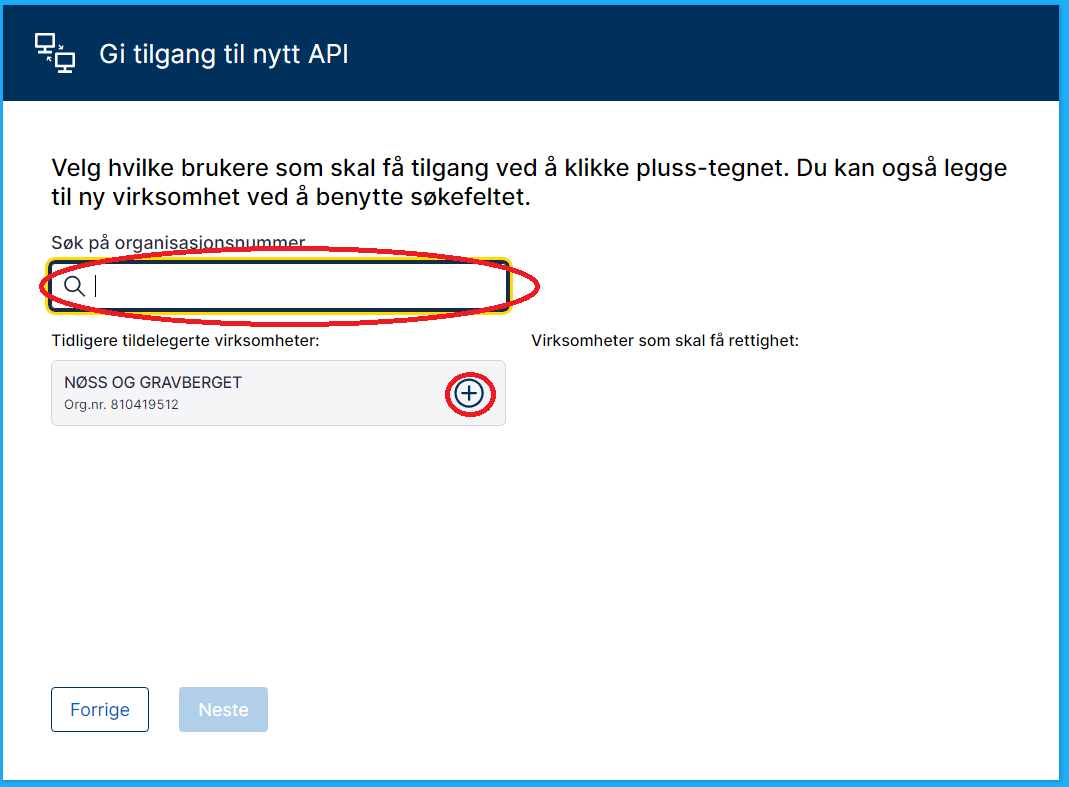 Gi tilgang til nytt API
Velg hvilke brukere som skal få tilgang ved å klikke pluss-tegnet. Du kan også legge
til ny virksomhet ved å benytte søkefeltet.
Søk på organisasjonsnummer
Tidligere tildelegerte virksomheter:
Virksomheter som skal få rettighet:
NØSS OG GRAVBERGET
Org.nr. 810419512
Forrige
Neste